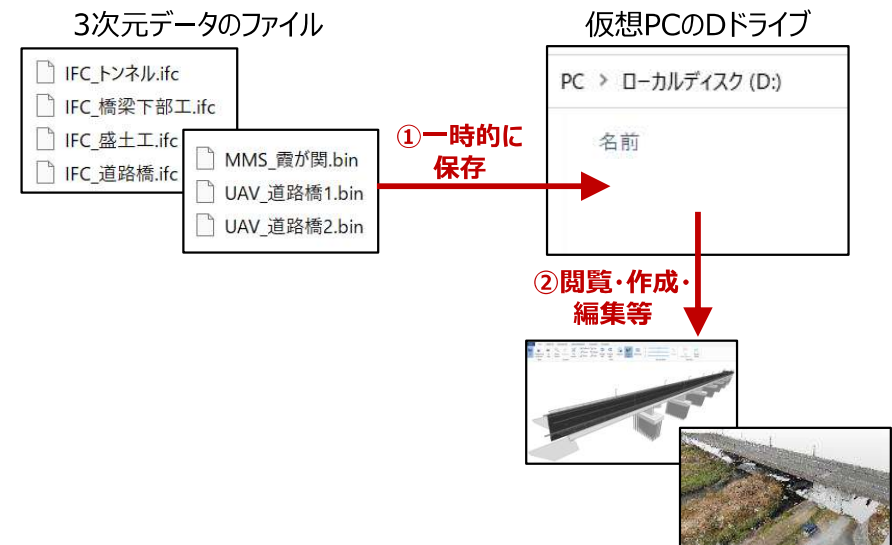 3次元データのファイル
IFC_トンネル.ifc
IFC_橋梁下部工.ifc
IFC_盛土工.ifc
IFC_道路橋.ifc
MMS_霞が関.bin
UAV_道路橋1.bin
UAV_道路橋2.bin
①一時的に
保存
仮想PCのDドライブ
PC > ローカルディスク (D:)
名前
②閲覧･作成･
編集等